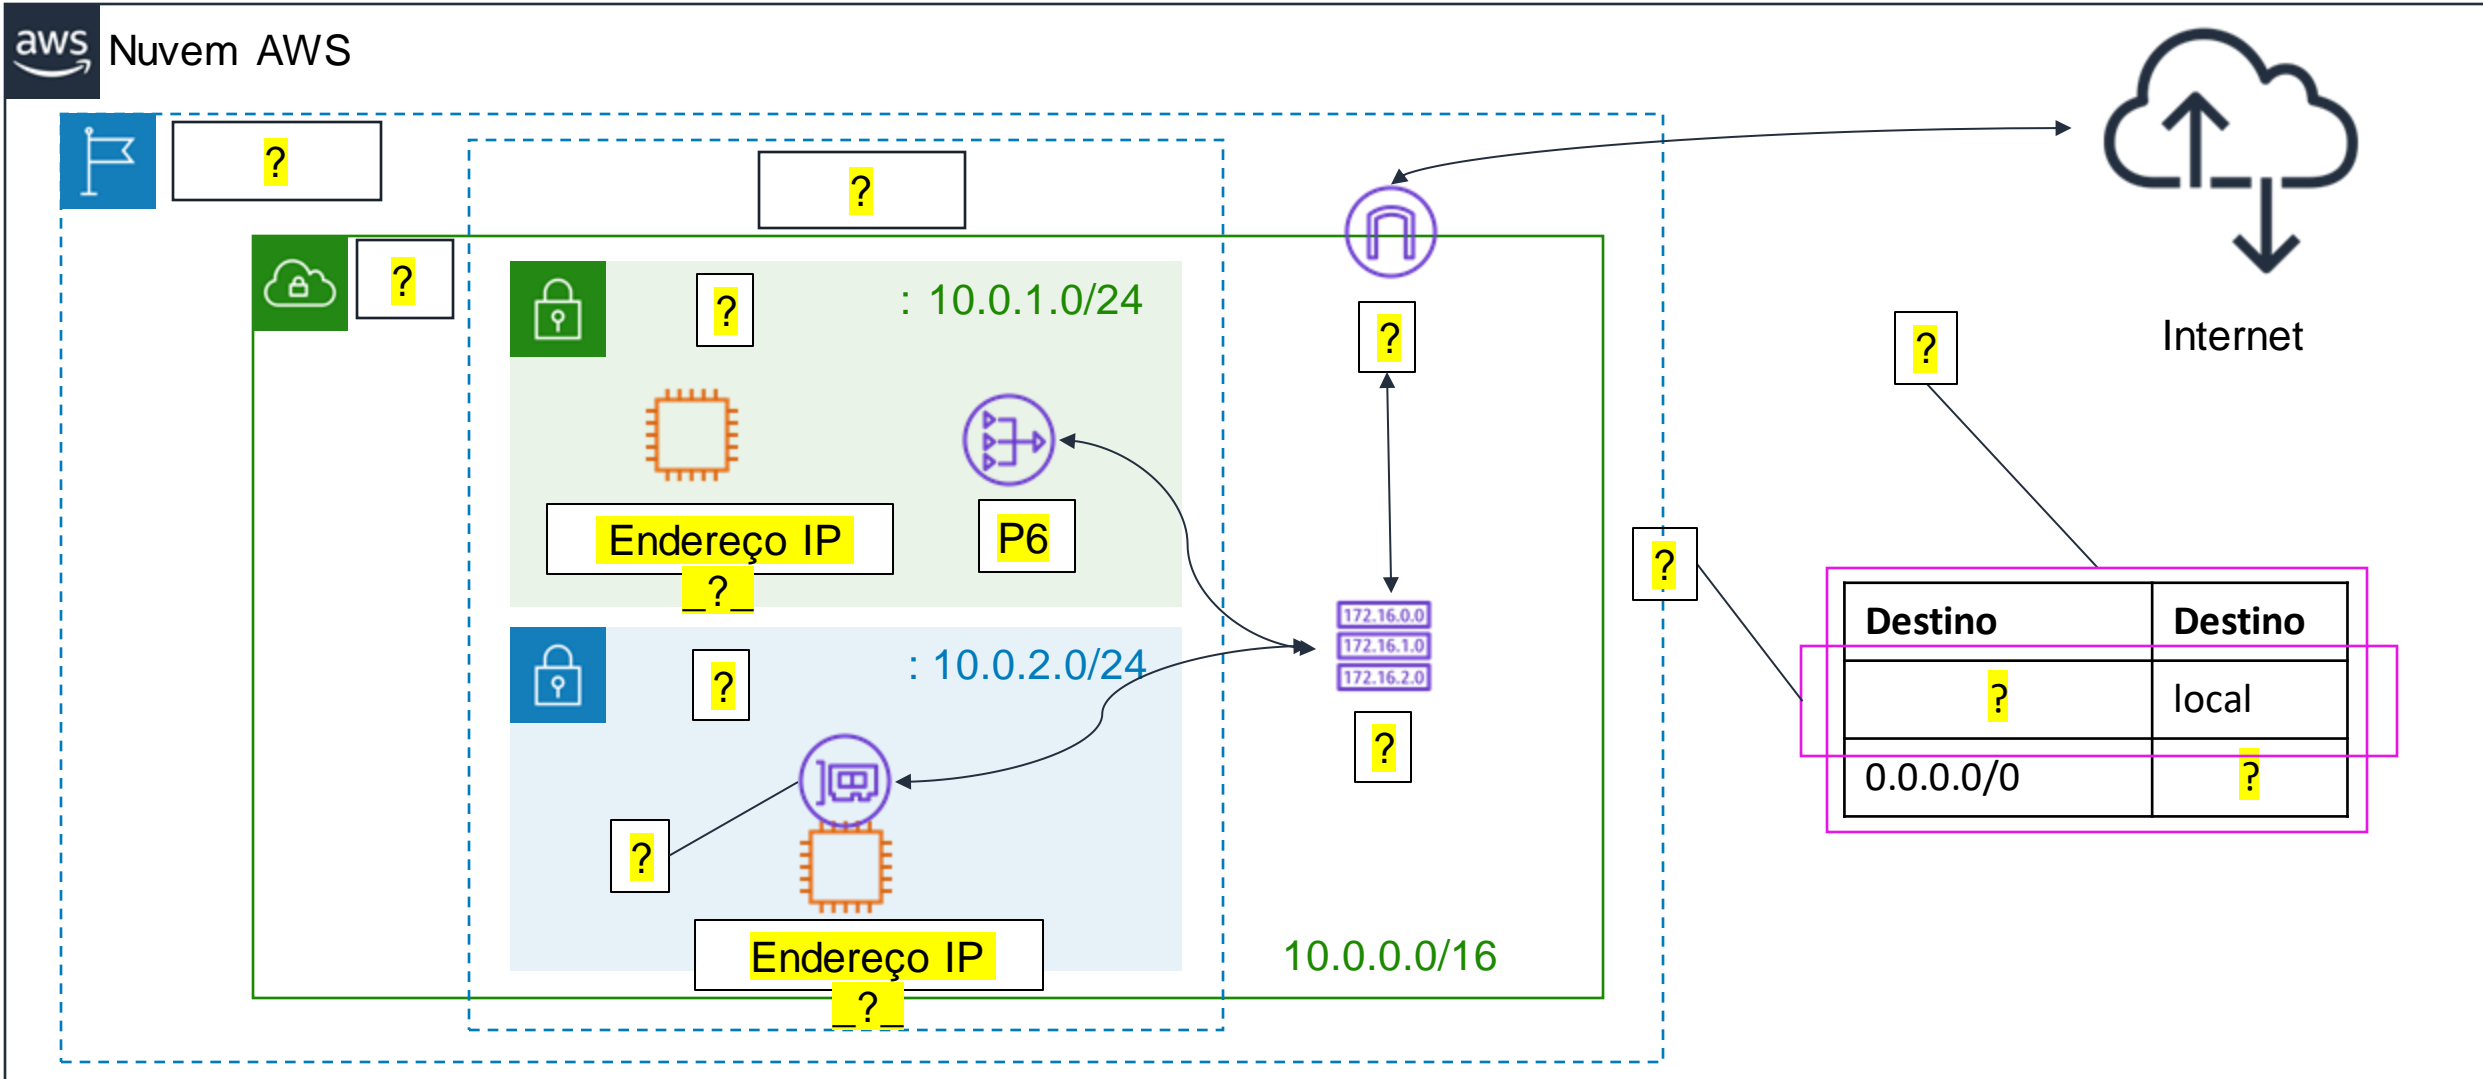 aws
Nuvem AWS
?
?
?
?
: 10.0.1.0/24
?
?
Internet
Endereço IP
_?_
P6
?
172.16.0.0
172.16.1.0
172.16.2.0
Destino
Destino
?
: 10.0.2.0/24
?
local
?
0.0.0.0/0
?
?
Endereço IP
_?_
10.0.0.0/16